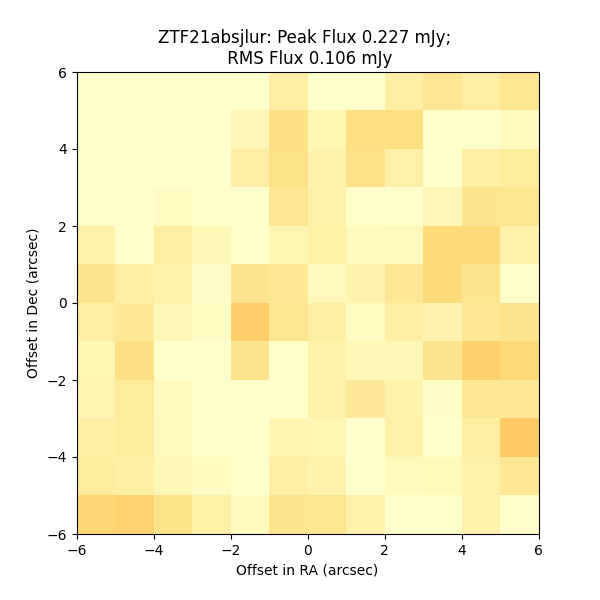 ZTF21absjlur: Peak Flux 0.227 mJy;
RMS Flux 0.106 mJy
6
4
2
0
−2
−4
−6
Offset in Dec (arcsec)
−6 −4 −2 0 2 4 6
Offset in RA (arcsec)